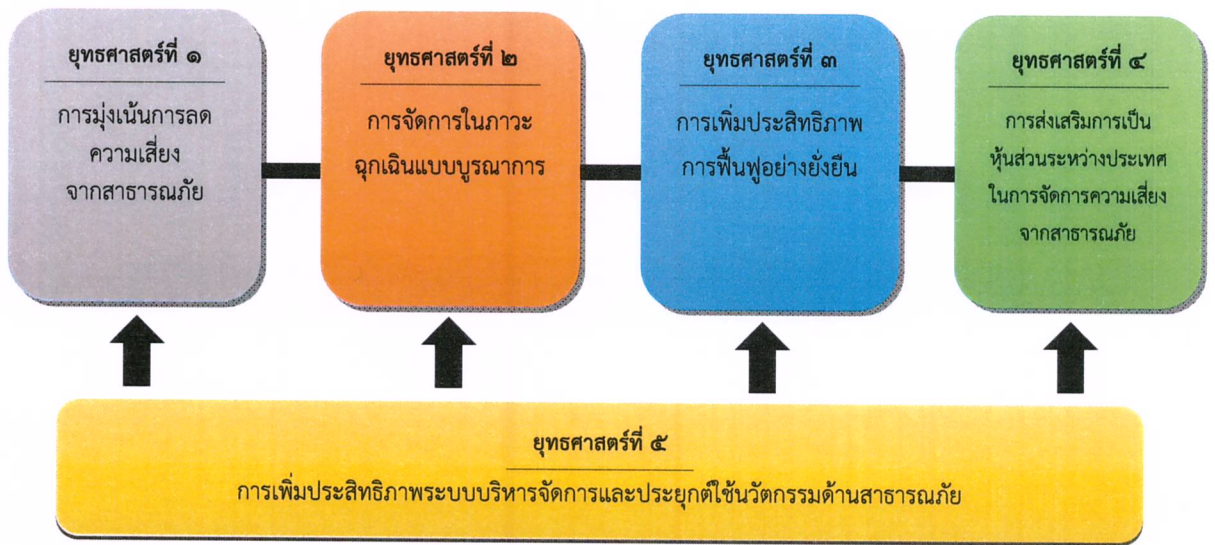 ยุทธศาสตร์ที่ ๑
การมุ่งเน้นการลด
ความเสี่ยง
จากสาธารณภัย
ยุทธศาสตร์ที่ ๒
การจัดการในภาวะ
ฉุกเฉินแบบบูรณาการ
ยุทธศาสตร์ที่ ๓
การเพิ่มประสิทธิภาพ
การฟื้นฟูอย่างยั่งยืน
ยุทธศาสตร์ที่ ๔
การส่งเสริมการเป็น
หุ้นส่วนระหว่างประเทศ
ในการจัดการความเสี่ยง
จากสาธารณภัย
ยุทธศาสตร์ที่ ๕
การเพิ่มประสิทธิภาพระบบบริหารจัดการและประยุกต์ใช้นวัตกรรมด้านสาธารณภัย